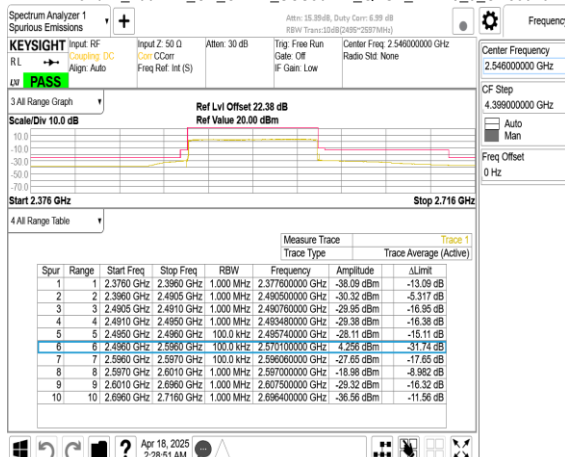 Spectrum Analyzer 1
Spurious Emissions
Attn: 15.39dB, Duty Corr: 6.99 dB
RBW Trans:10dB(2495~2597MHz)
Frequency
KEYSIGHT Input: RF Input Z: 50 Ω Atten: 30 dB Trig: Free Run Center Freq: 2.546000000 GHz
RL Coupling: DC Corr CCorr Gate: Off Radio Std: None
Align: Auto Freq Ref: Int (S) IF Gain: Low
LXI PASS
Center Frequency
2.546000000 GHz
CF Step
4.399000000 GHz
Auto
Man
Freq Offset
0 Hz
3 All Range Graph
Ref Lvl Offset 22.38 dB
Scale/Div 10.0 dB Ref Value 20.00 dBm
10.0
-10.0
-30.0
-50.0
-70.0
Start 2.376 GHz Stop 2.716 GHz
4 All Range Table
Measure Trace Trace 1
Trace Type Trace Average (Active)
Spur Range Start Freq Stop Freq RBW Frequency Amplitude ΔLimit
1 1 2.3760 GHz 2.3960 GHz 1.000 MHz 2.377600000 GHz -38.09 dBm -13.09 dB
2 2 2.3960 GHz 2.4905 GHz 1.000 MHz 2.490500000 GHz -30.32 dBm -5.317 dB
3 3 2.4905 GHz 2.4910 GHz 1.000 MHz 2.490760000 GHz -29.95 dBm -16.95 dB
4 4 2.4910 GHz 2.4950 GHz 1.000 MHz 2.493480000 GHz -29.38 dBm -16.38 dB
5 5 2.4950 GHz 2.4960 GHz 100.0 kHz 2.495740000 GHz -28.11 dBm -15.11 dB
6 6 2.4960 GHz 2.5960 GHz 100.0 kHz 2.570100000 GHz 4.256 dBm -31.74 dB
7 7 2.5960 GHz 2.5970 GHz 100.0 kHz 2.596060000 GHz -27.65 dBm -17.65 dB
8 8 2.5970 GHz 2.6010 GHz 1.000 MHz 2.597000000 GHz -18.98 dBm -8.982 dB
9 9 2.6010 GHz 2.6960 GHz 1.000 MHz 2.607500000 GHz -29.32 dBm -16.32 dB
10 10 2.6960 GHz 2.7160 GHz 1.000 MHz 2.696400000 GHz -36.56 dBm -11.56 dB
Apr 18, 2025
2:28:51 AM